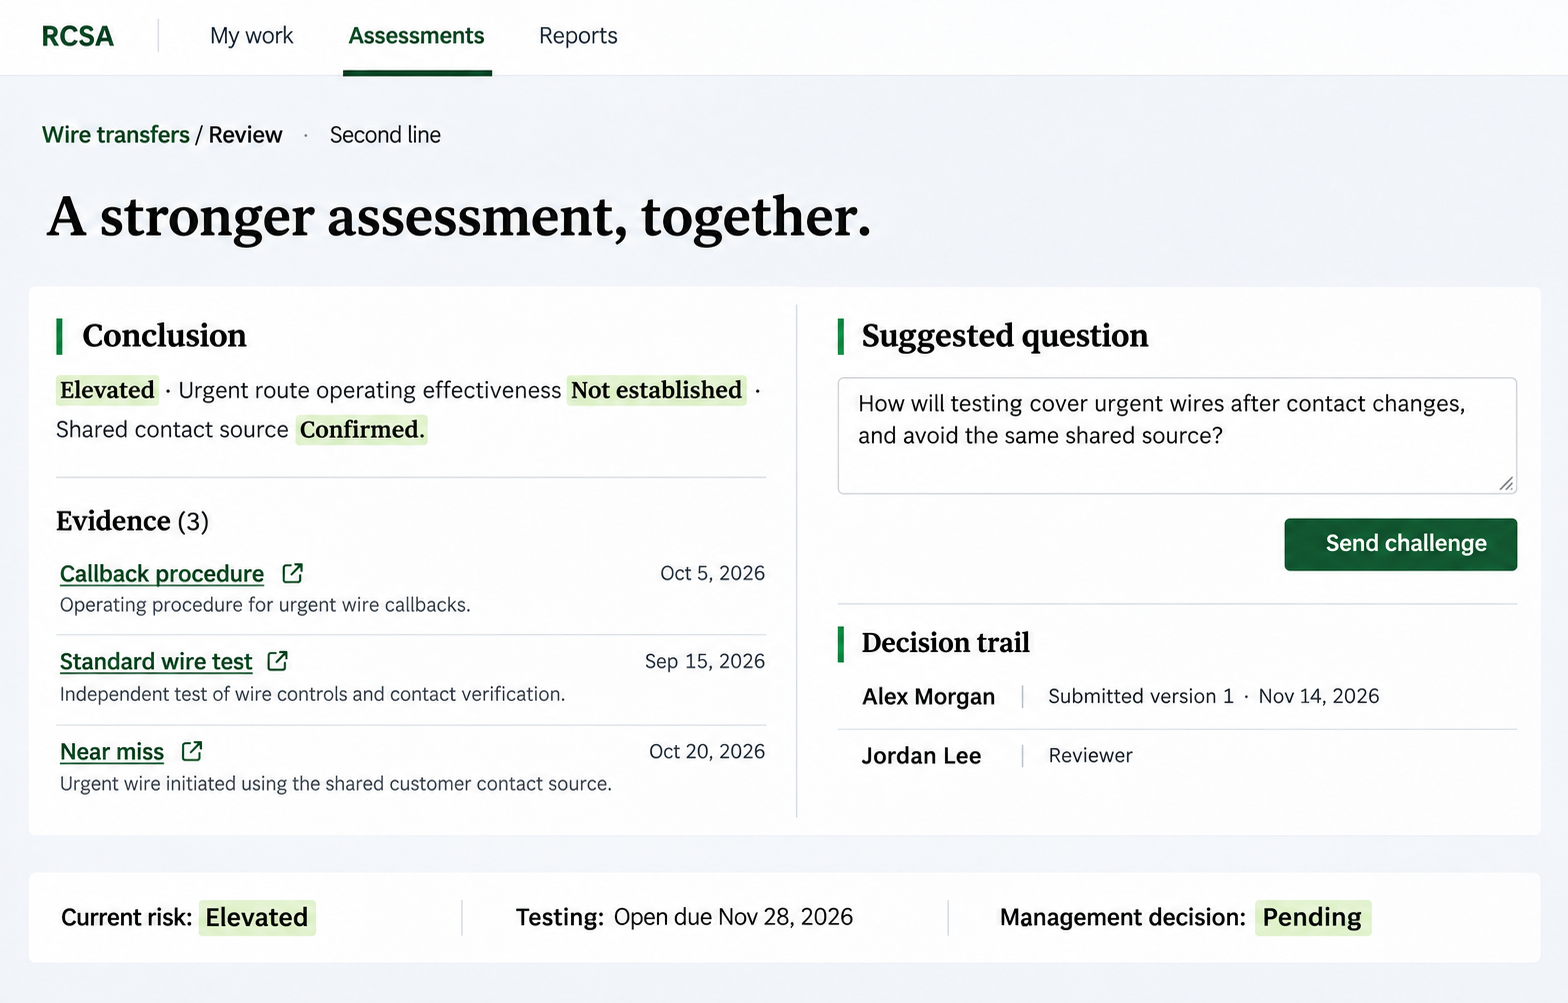 RCSA
My work
Assessments
Reports
Wire transfers / Review · Second line
A stronger assessment, together.
Conclusion
Elevated · Urgent route operating effectiveness Not established ·
Shared contact source Confirmed.
Evidence (3)
Callback procedure
Oct 5, 2026
Operating procedure for urgent wire callbacks.
Standard wire test
Sep 15, 2026
Independent test of wire controls and contact verification.
Near miss
Oct 20, 2026
Urgent wire initiated using the shared customer contact source.
Suggested question
How will testing cover urgent wires after contact changes,
and avoid the same shared source?
Send challenge
Decision trail
Alex Morgan
Submitted version 1 · Nov 14, 2026
Jordan Lee
Reviewer
Current risk: Elevated
Testing: Open due Nov 28, 2026
Management decision: Pending